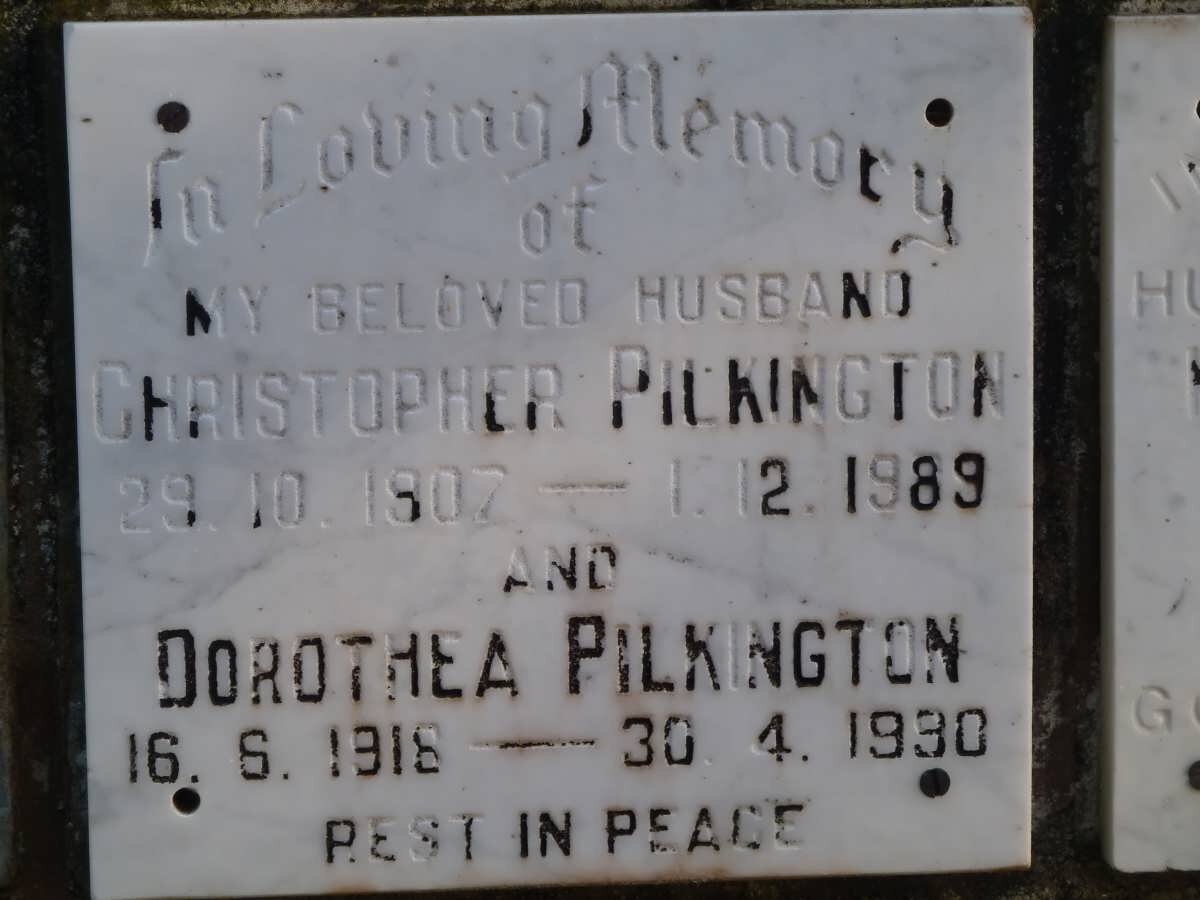 In Loving Memory
of
MY BELOVED HUSBAND
CHRISTOPHER PILKINGTON
29. 10. 1907 — 1. 12. 1989
AND
DOROTHEA PILKINGTON
16. 6. 1918 — 30. 4. 1990
REST IN PEACE